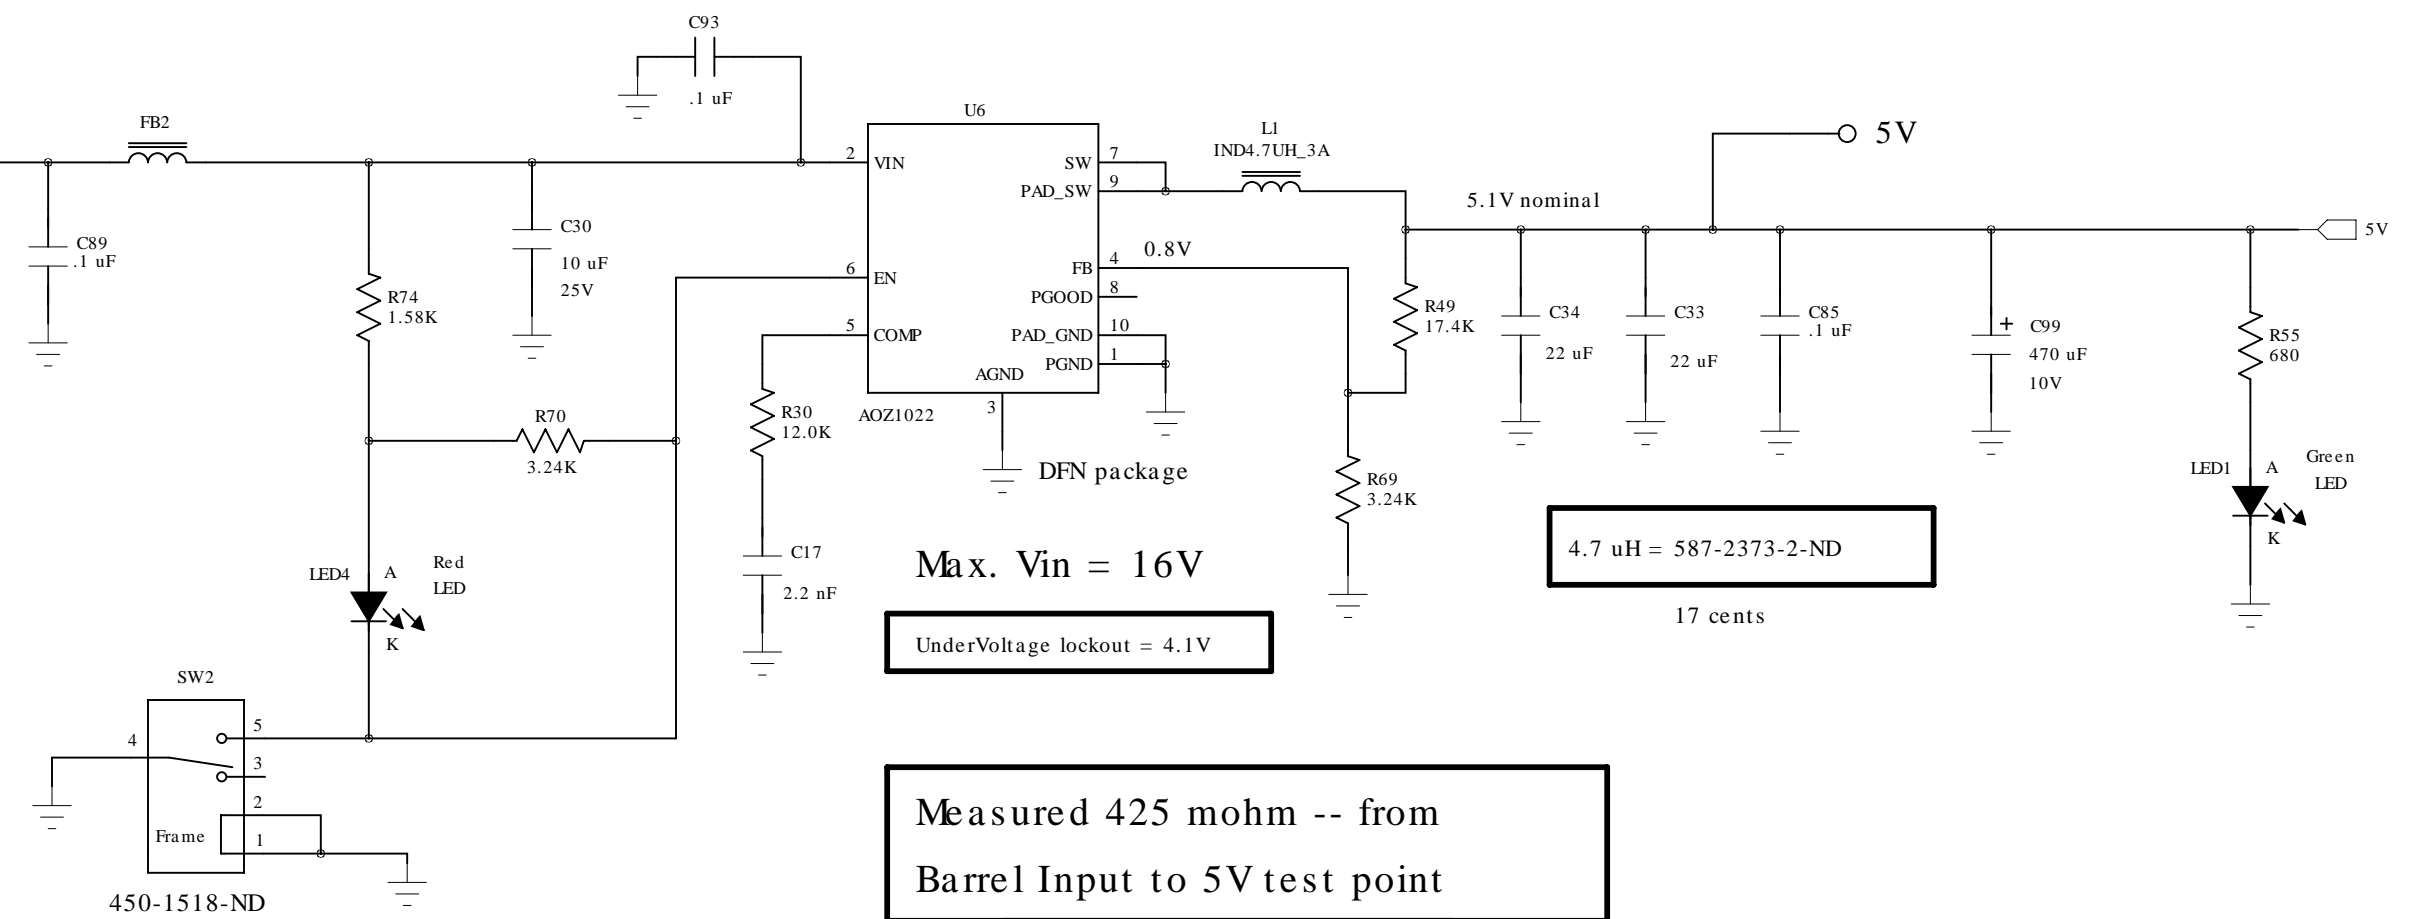 C93
.1 uF
FB2
U6
L1
IND4.7UH_3A
5V
2
VIN
SW
7
PAD_SW
9
5.1V nominal
C89
.1 uF
C30
10 uF
25V
5V
0.8V
6
EN
FB
4
PGOOD
8
R74
1.58K
5
COMP
PAD_GND
10
PGND
1
AGND
3
R49
17.4K
C34
22 uF
C33
22 uF
C85
.1 uF
+
C99
470 uF
10V
R55
680
R70
3.24K
R30
12.0K
AOZ1022
DFN package
R69
3.24K
LED1
A
Green
LED
K
C17
2.2 nF
Max. Vin = 16V
4.7 uH = 587-2373-2-ND
17 cents
LED4
A
Red
LED
K
UnderVoltage lockout = 4.1V
SW2
5
4
3
2
Frame
1
450-1518-ND
Measured 425 mohm -- from
Barrel Input to 5V test point